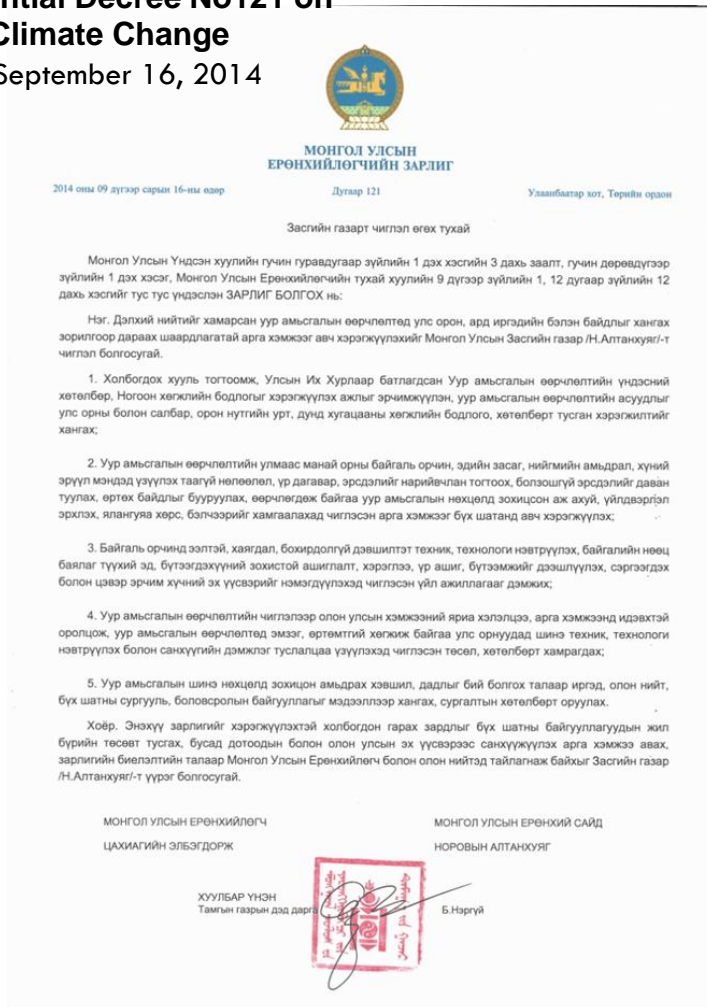 ntial Decree No121 on
Climate Change
September 16, 2014
МОНГОЛ УЛСЫН
ЕРӨНХИЙЛӨГЧИЙН ЗАРЛИГ
2014 оны 09 дүгээр сарын 16-ны өдөр Дугаар 121 Улаанбаатар хот, Төрийн ордон
Засгийн газарт чиглэл өгөх тухай
Монгол Улсын Үндсэн хуулийн гучин гуравдугаар зүйлийн 1 дэх хэсгийн 3 дахь заалт, гучин дөрөвдүгээр
зүйлийн 1 дэх хэсэг, Монгол Улсын Ерөнхийлөгчийн тухай хуулийн 9 дүгээр зүйлийн 1, 12 дугаар зүйлийн 12
дахь хэсгийг тус тус үндэслэн ЗАРЛИГ БОЛГОХ нь:
Нэг. Дэлхий нийтийг хамарсан уур амьсгалын өөрчлөлтөд улс орон, ард иргэдийн бэлэн байдлыг хангах
зорилгоор дараах шаардлагатай арга хэмжээг авч хэрэгжүүлэхийг Монгол Улсын Засгийн газар /Н.Алтанхуяг/-т
чиглэл болгосугай.
1. Холбогдох хууль тогтоомж, Улсын Их Хурлаар батлагдсан Уур амьсгалын өөрчлөлтийн үндэсний
хөтөлбөр, Ногоон хөгжлийн бодлогыг хэрэгжүүлэх ажлыг эрчимжүүлэн, уур амьсгалын өөрчлөлтийн асуудлыг
улс орны болон салбар, орон нутгийн урт, дунд хугацааны хөгжлийн бодлого, хөтөлбөрт тусган хэрэгжилтийг
хангах;
2. Уур амьсгалын өөрчлөлтийн улмаас манай орны байгаль орчин, эдийн засаг, нийгмийн амьдрал, хүний
эрүүл мэндэд үзүүлэх таагүй нөлөөлөл, үр дагавар, эрсдэлийг нарийвчлан тогтоох, болзошгүй эрсдэлийг даван
туулах, өртөх байдлыг бууруулах, өөрчлөгдөж байгаа уур амьсгалын нөхцөлд зохицсон аж ахуй, үйлдвэрлэл
эрхлэх, ялангуяа хөрс, бэлчээрийг хамгаалахад чиглэсэн арга хэмжээг бүх шатанд авч хэрэгжүүлэх;
3. Байгаль орчинд ээлтэй, хаягдал, бохирдолгүй дэвшилтэт техник, технологи нэвтрүүлэх, байгалийн нөөц
баялаг түүхий эд, бүтээгдэхүүний зохистой ашиглалт, хэрэглээ, үр ашиг, бүтээмжийг дээшлүүлэх, сэргээгдэх
болон цэвэр эрчим хүчний эх үүсвэрийг нэмэгдүүлэхэд чиглэсэн үйл ажиллагааг дэмжих;
4. Уур амьсгалын өөрчлөлтийн чиглэлээр олон улсын хэмжээний яриа хэлэлцээ, арга хэмжээнд идэвхтэй
оролцож, уур амьсгалын өөрчлөлтөд эмзэг, өртөмтгий хөгжиж байгаа улс орнуудад шинэ техник, технологи
нэвтрүүлэх болон санхүүгийн дэмжлэг туслалцаа үзүүлэхэд чиглэсэн төсөл, хөтөлбөрт хамрагдах;
5. Уур амьсгалын шинэ нөхцөлд зохицон амьдрах хэвшил, дадлыг бий болгох талаар иргэд, олон нийт,
бүх шатны сургууль, боловсролын байгууллагыг мэдээллээр хангах, сургалтын хөтөлбөрт оруулах.
Хоёр. Энэхүү зарлигийг хэрэгжүүлэхтэй холбогдон гарах зардлыг бүх шатны байгууллагуудын жил
бүрийн төсөвт тусгах, бусад дотоодын болон олон улсын эх үүсвэрээс санхүүжүүлэх арга хэмжээ авах,
зарлигийн биелэлтийн талаар Монгол Улсын Ерөнхийлөгч болон олон нийтэд тайлагнаж байхыг Засгийн газар
/Н.Алтанхуяг/-т үүрэг болгосугай.
МОНГОЛ УЛСЫН ЕРӨНХИЙЛӨГЧ МОНГОЛ УЛСЫН ЕРӨНХИЙ САЙД
ЦАХИАГИЙН ЭЛБЭГДОРЖ НОРОВЫН АЛТАНХУЯГ
ХУУЛБАР ҮНЭН
Тамгын газрын дэд дарга Б.Нэргүй